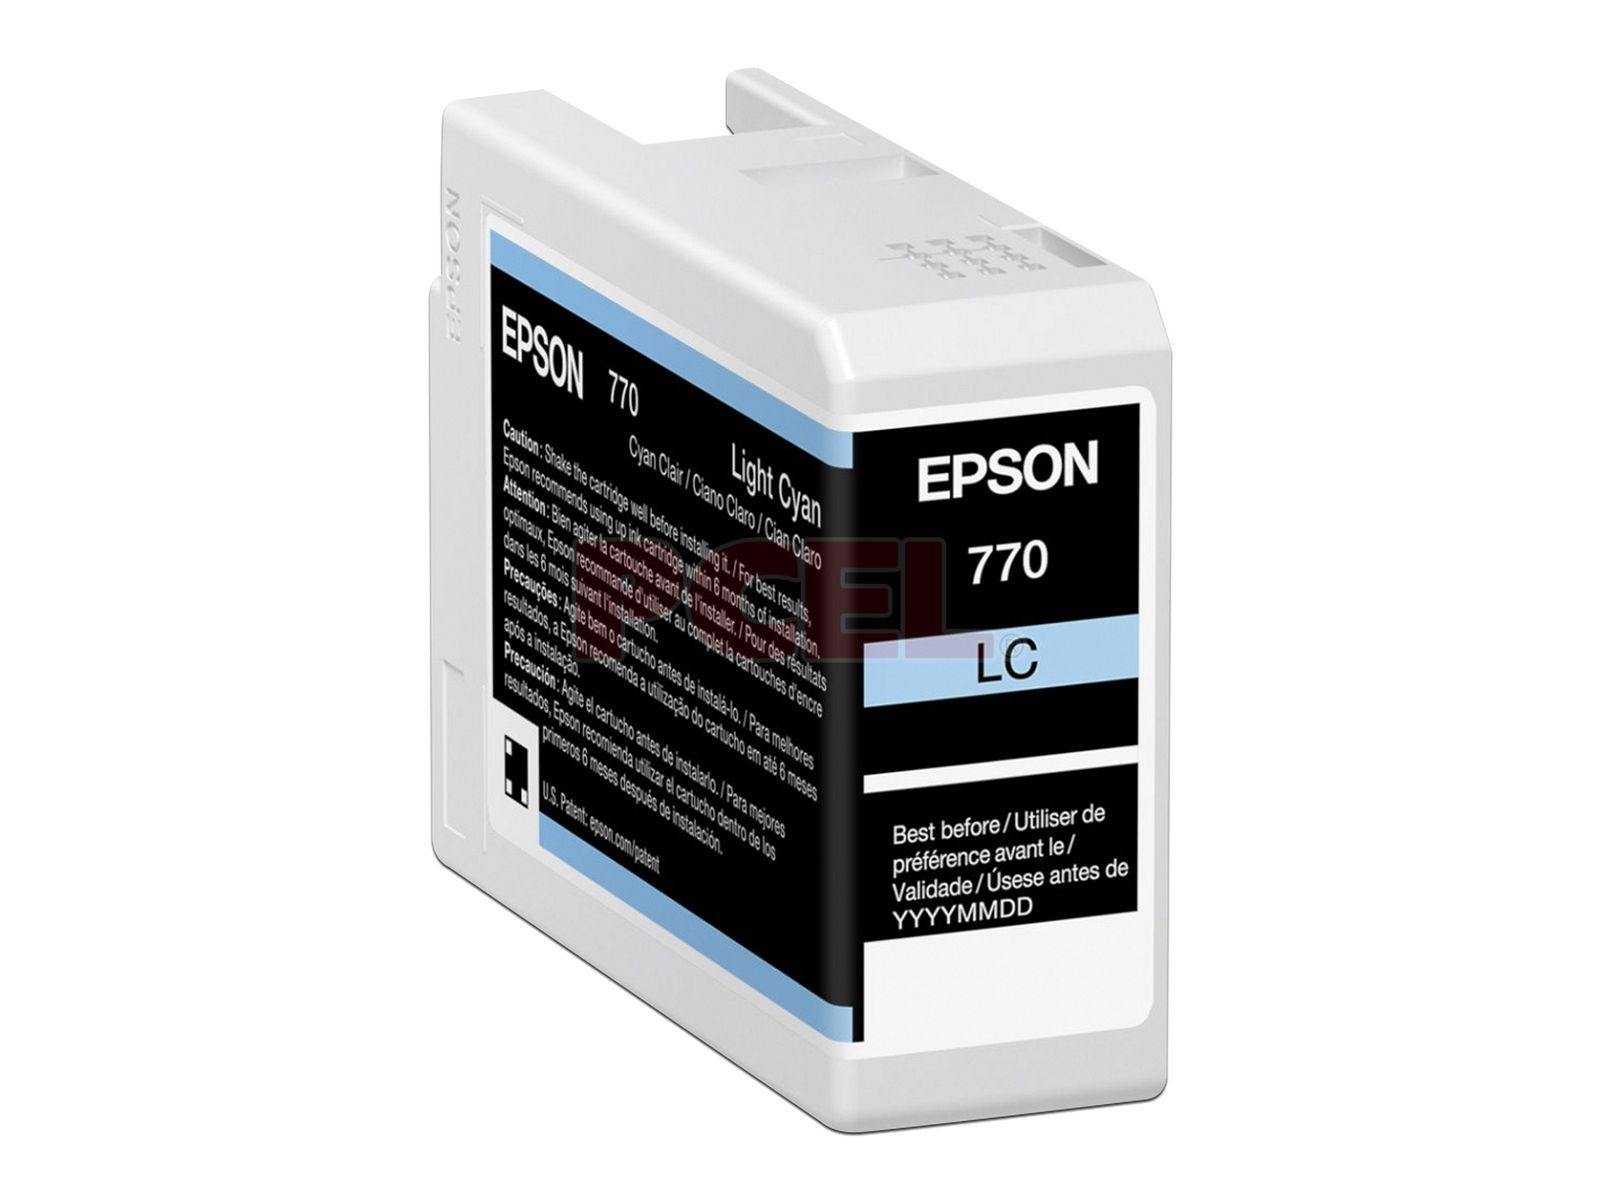 EPSON
EPSON 770
Light Cyan
Cyan Clair / Ciano Claro / Cian Claro
Caution: Shake the cartridge well before installing it. / For best results,
Epson recommends using up ink cartridge within 6 months of installation.
Attention: Bien agiter la cartouche avant de l'installer. / Pour des résultats
optimaux, Epson recommande d'utiliser au complet la cartouches d'encre
dans les 6 mois suivant l'installation.
Precauções: Agite bem o cartucho antes de instalá-lo. / Para melhores
resultados, a Epson recomenda a utilização do cartucho em até 6 meses
após a instalação.
Precaución: Agite el cartucho antes de instalarlo. / Para mejores
resultados, Epson recomienda utilizar el cartucho dentro de los
primeros 6 meses después de instalación.
U.S. Patent: epson.com/patent
EPSON
770
LC
Best before / Utiliser de
préférence avant le /
Validade / Úsese antes de
YYYYMMDD
PCEL®